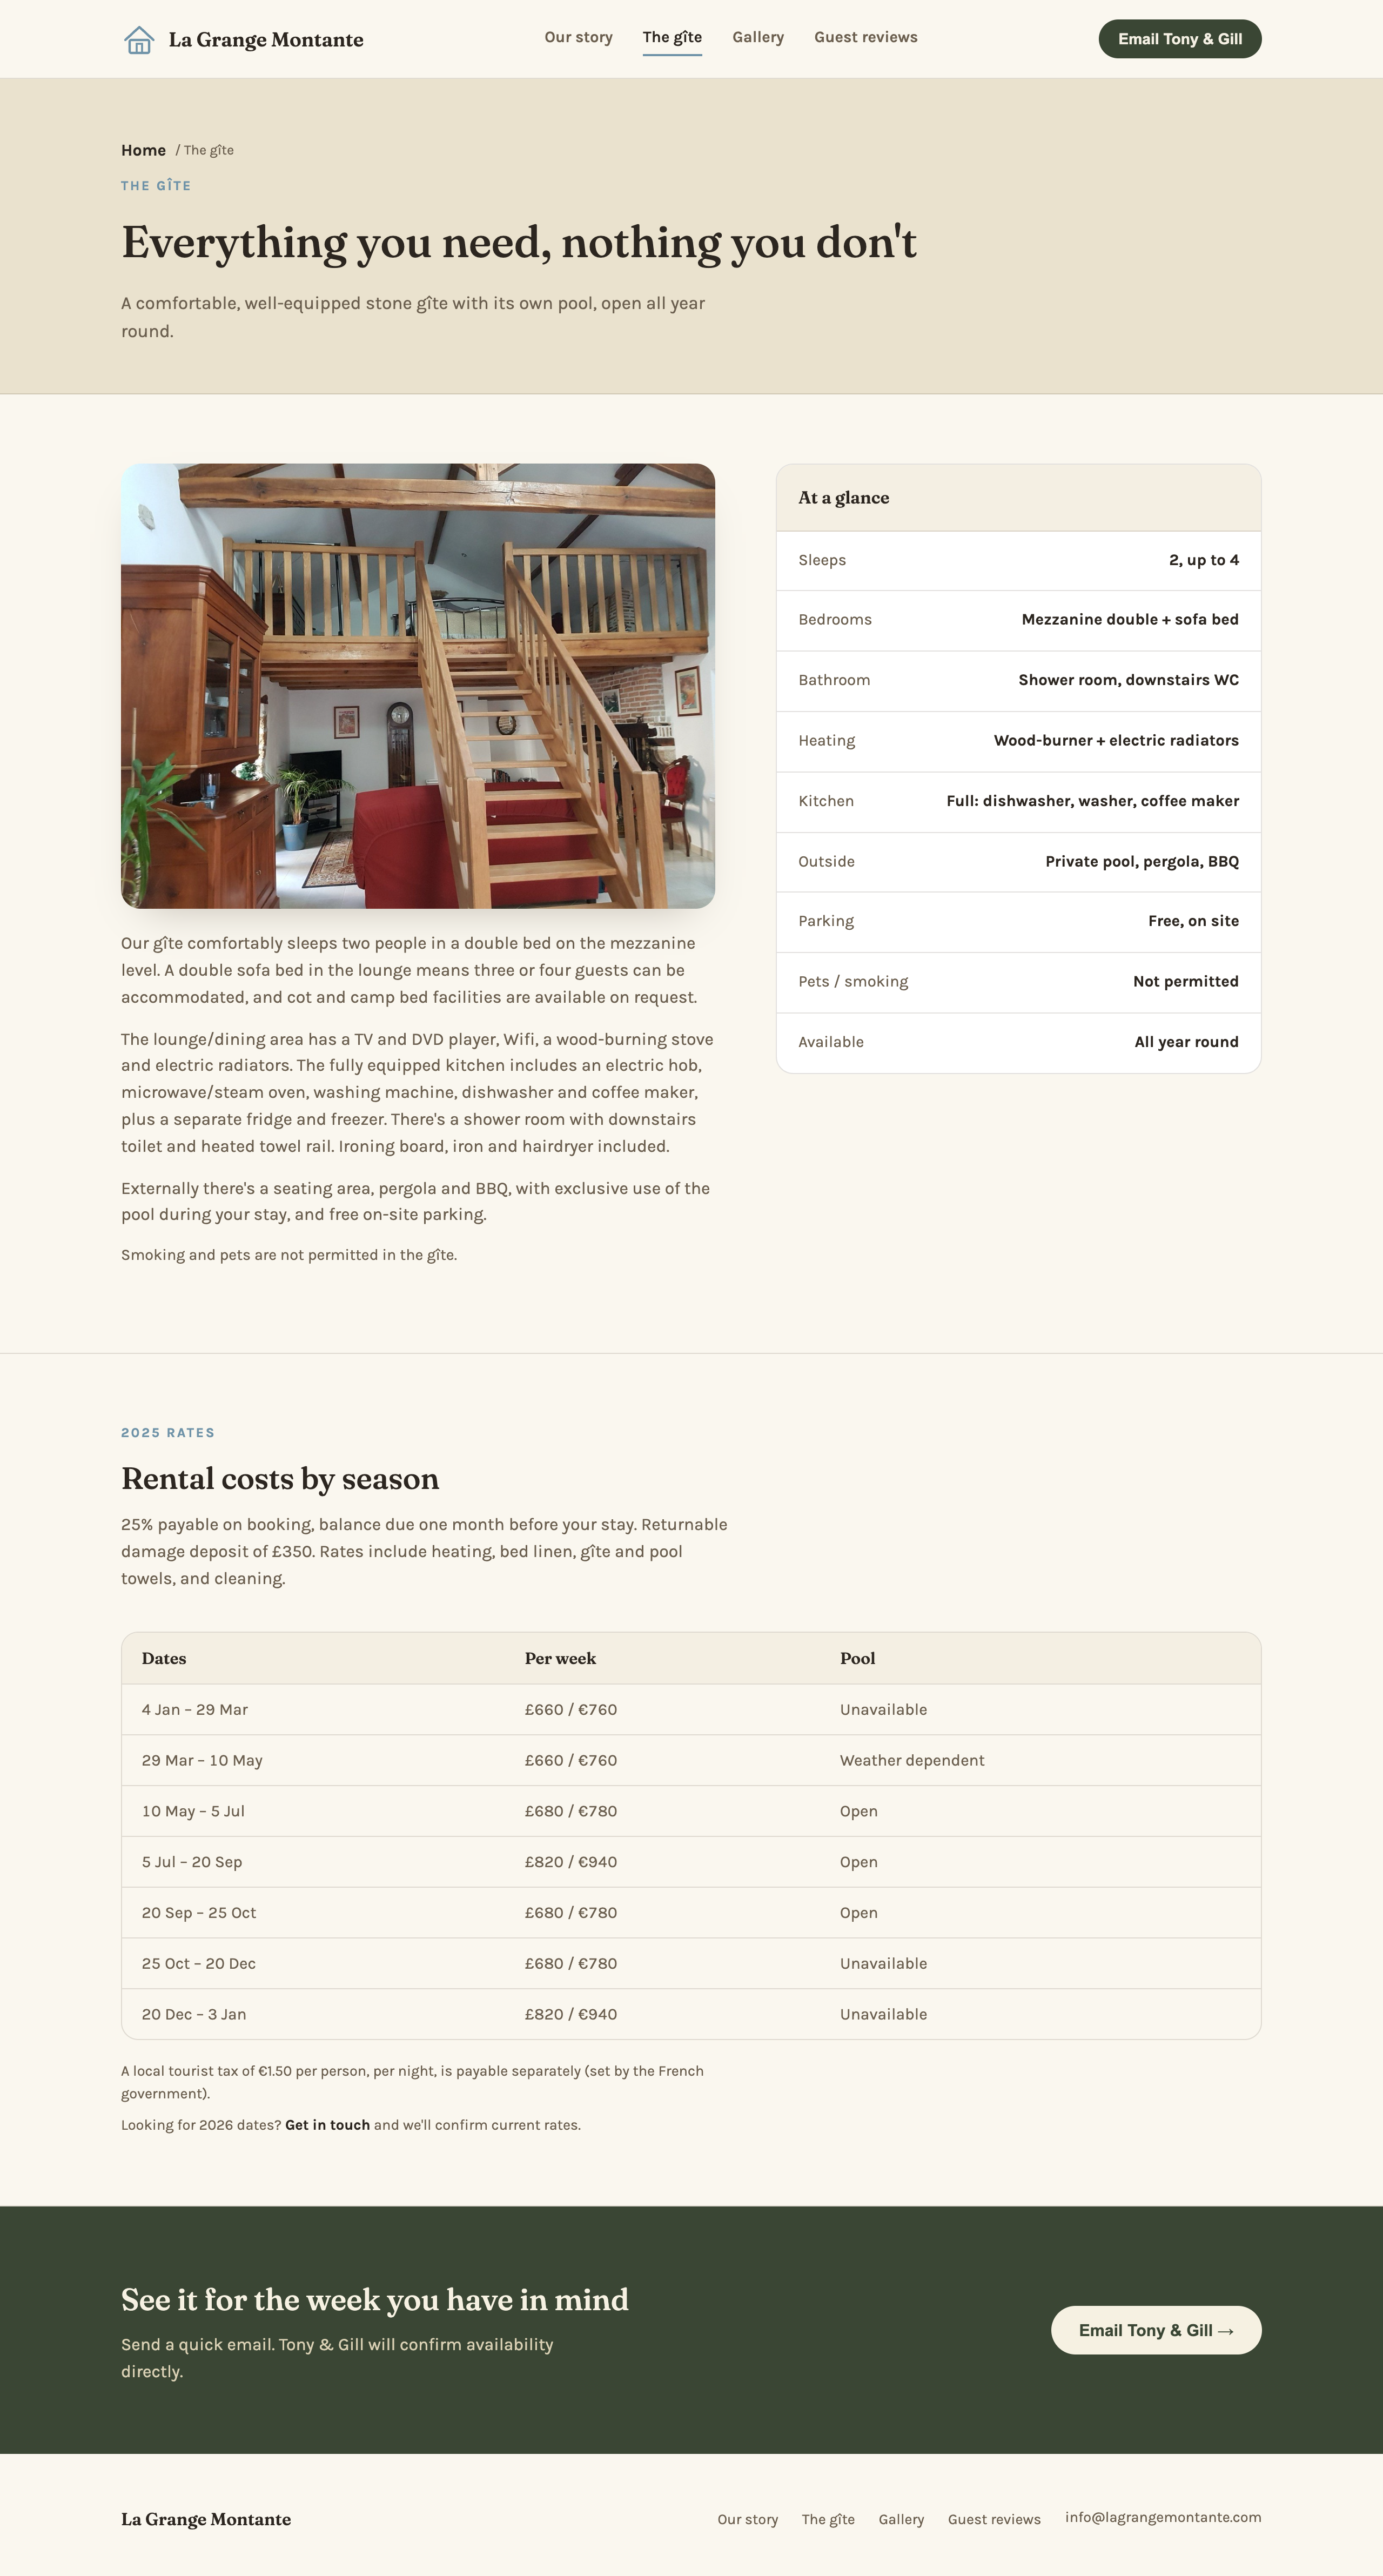 La Grange Montante
Our story
The gîte
Gallery
Guest reviews
Email Tony & Gill
Home / The gîte
THE GÎTE
Everything you need, nothing you don't
A comfortable, well-equipped stone gîte with its own pool, open all year
round.
Our gîte comfortably sleeps two people in a double bed on the mezzanine
level. A double sofa bed in the lounge means three or four guests can be
accommodated, and cot and camp bed facilities are available on request.
The lounge/dining area has a TV and DVD player, Wifi, a wood-burning stove
and electric radiators. The fully equipped kitchen includes an electric hob,
microwave/steam oven, washing machine, dishwasher and coffee maker,
plus a separate fridge and freezer. There's a shower room with downstairs
toilet and heated towel rail. Ironing board, iron and hairdryer included.
Externally there's a seating area, pergola and BBQ, with exclusive use of the
pool during your stay, and free on-site parking.
Smoking and pets are not permitted in the gîte.
At a glance
Sleeps 2, up to 4
Bedrooms Mezzanine double + sofa bed
Bathroom Shower room, downstairs WC
Heating Wood-burner + electric radiators
Kitchen Full: dishwasher, washer, coffee maker
Outside Private pool, pergola, BBQ
Parking Free, on site
Pets / smoking Not permitted
Available All year round
2025 RATES
Rental costs by season
25% payable on booking, balance due one month before your stay. Returnable
damage deposit of £350. Rates include heating, bed linen, gîte and pool
towels, and cleaning.
Dates Per week Pool
4 Jan – 29 Mar £660 / €760 Unavailable
29 Mar – 10 May £660 / €760 Weather dependent
10 May – 5 Jul £680 / €780 Open
5 Jul – 20 Sep £820 / €940 Open
20 Sep – 25 Oct £680 / €780 Open
25 Oct – 20 Dec £680 / €780 Unavailable
20 Dec – 3 Jan £820 / €940 Unavailable
A local tourist tax of €1.50 per person, per night, is payable separately (set by the French
government).
Looking for 2026 dates? Get in touch and we'll confirm current rates.
See it for the week you have in mind
Send a quick email. Tony & Gill will confirm availability
directly.
Email Tony & Gill →
La Grange Montante
Our story
The gîte
Gallery
Guest reviews
info@lagrangemontante.com